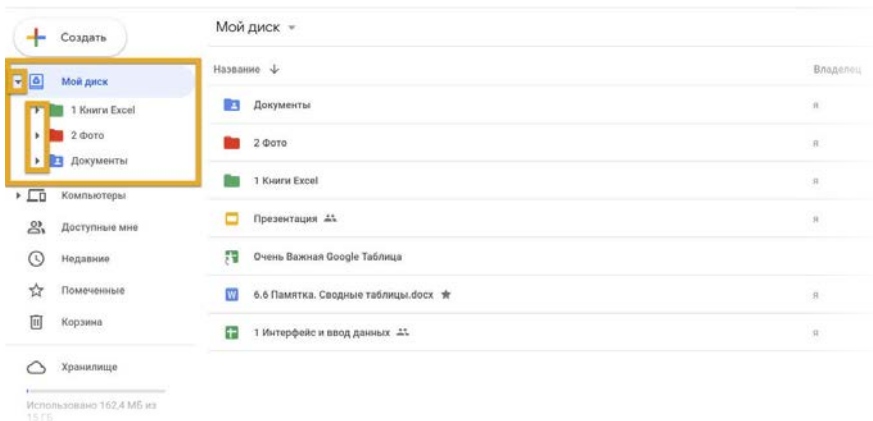 Создать
Мой диск
1 Книги Excel
2 Фото
Документы
Компьютеры
Доступные мне
Недавние
Помеченные
Корзина
Хранилище
Использовано 162,4 МБ из
15 ГБ
Мой диск
Название Владелец
Документы я
2 Фото я
1 Книги Excel я
Презентация я
Очень Важная Google Таблица
W 6.6 Памятка. Сводные таблицы.docx я
1 Интерфейс и ввод данных я